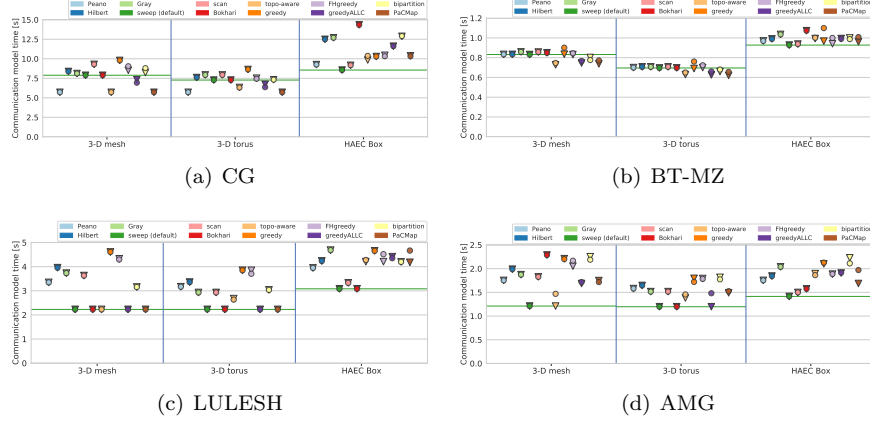 Peano Gray scan topo-aware FHgreedy bipartition
Hilbert sweep (default) Bokhari greedy greedyALLC PaCMap
Communication model time [s]
15.0
12.5
10.0
7.5
5.0
2.5
0.0
3-D mesh 3-D torus HAEC Box
(a) CG
Peano Gray scan topo-aware FHgreedy bipartition
Hilbert sweep (default) Bokhari greedy greedyALLC PaCMap
Communication model time [s]
1.2
1.0
0.8
0.6
0.4
0.2
0.0
3-D mesh 3-D torus HAEC Box
(b) BT-MZ
Peano Gray scan topo-aware FHgreedy bipartition
Hilbert sweep (default) Bokhari greedy greedyALLC PaCMap
Communication model time [s]
5
4
3
2
1
0
3-D mesh 3-D torus HAEC Box
(c) LULESH
Peano Gray scan topo-aware FHgreedy bipartition
Hilbert sweep (default) Bokhari greedy greedyALLC PaCMap
Communication model time [s]
2.5
2.0
1.5
1.0
0.5
0.0
3-D mesh 3-D torus HAEC Box
(d) AMG